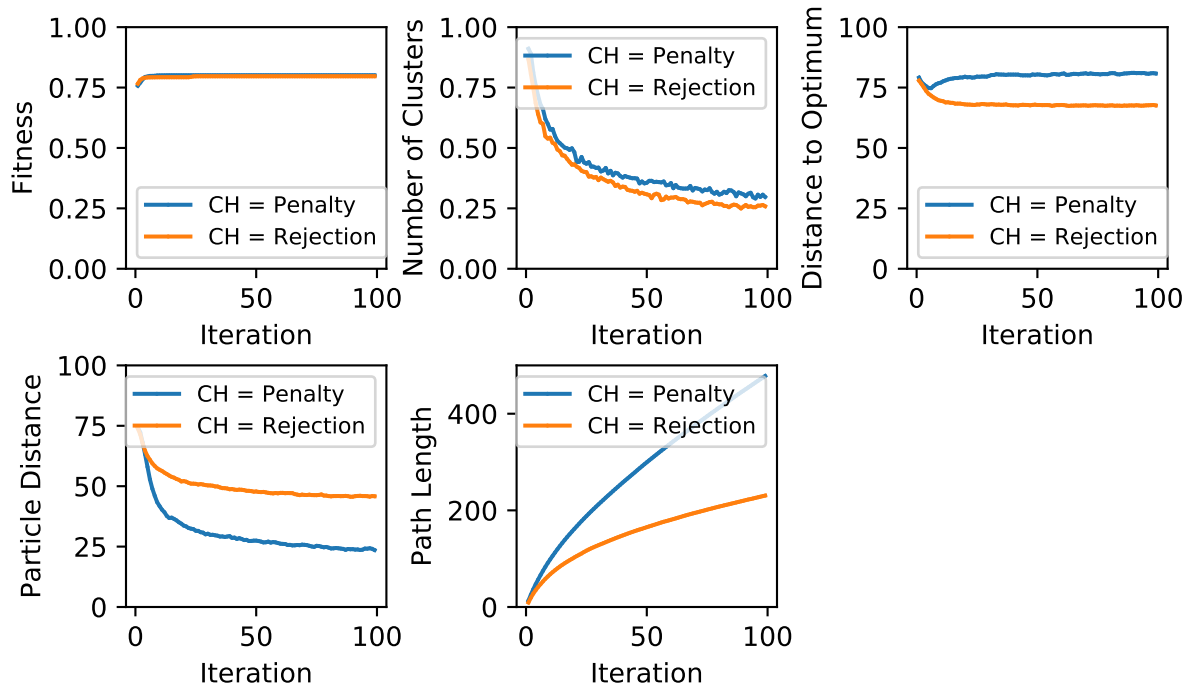 Fitness
1.00
0.75
0.50
0.25
0.00
CH = Penalty
CH = Rejection
0 50 100
Iteration
Number of Clusters
1.00
0.75
0.50
0.25
0.00
CH = Penalty
CH = Rejection
0 50 100
Iteration
Distance to Optimum
100
75
50
25
0
CH = Penalty
CH = Rejection
0 50 100
Iteration
Particle Distance
100
75
50
25
0
CH = Penalty
CH = Rejection
0 50 100
Iteration
Path Length
400
200
0
CH = Penalty
CH = Rejection
0 50 100
Iteration